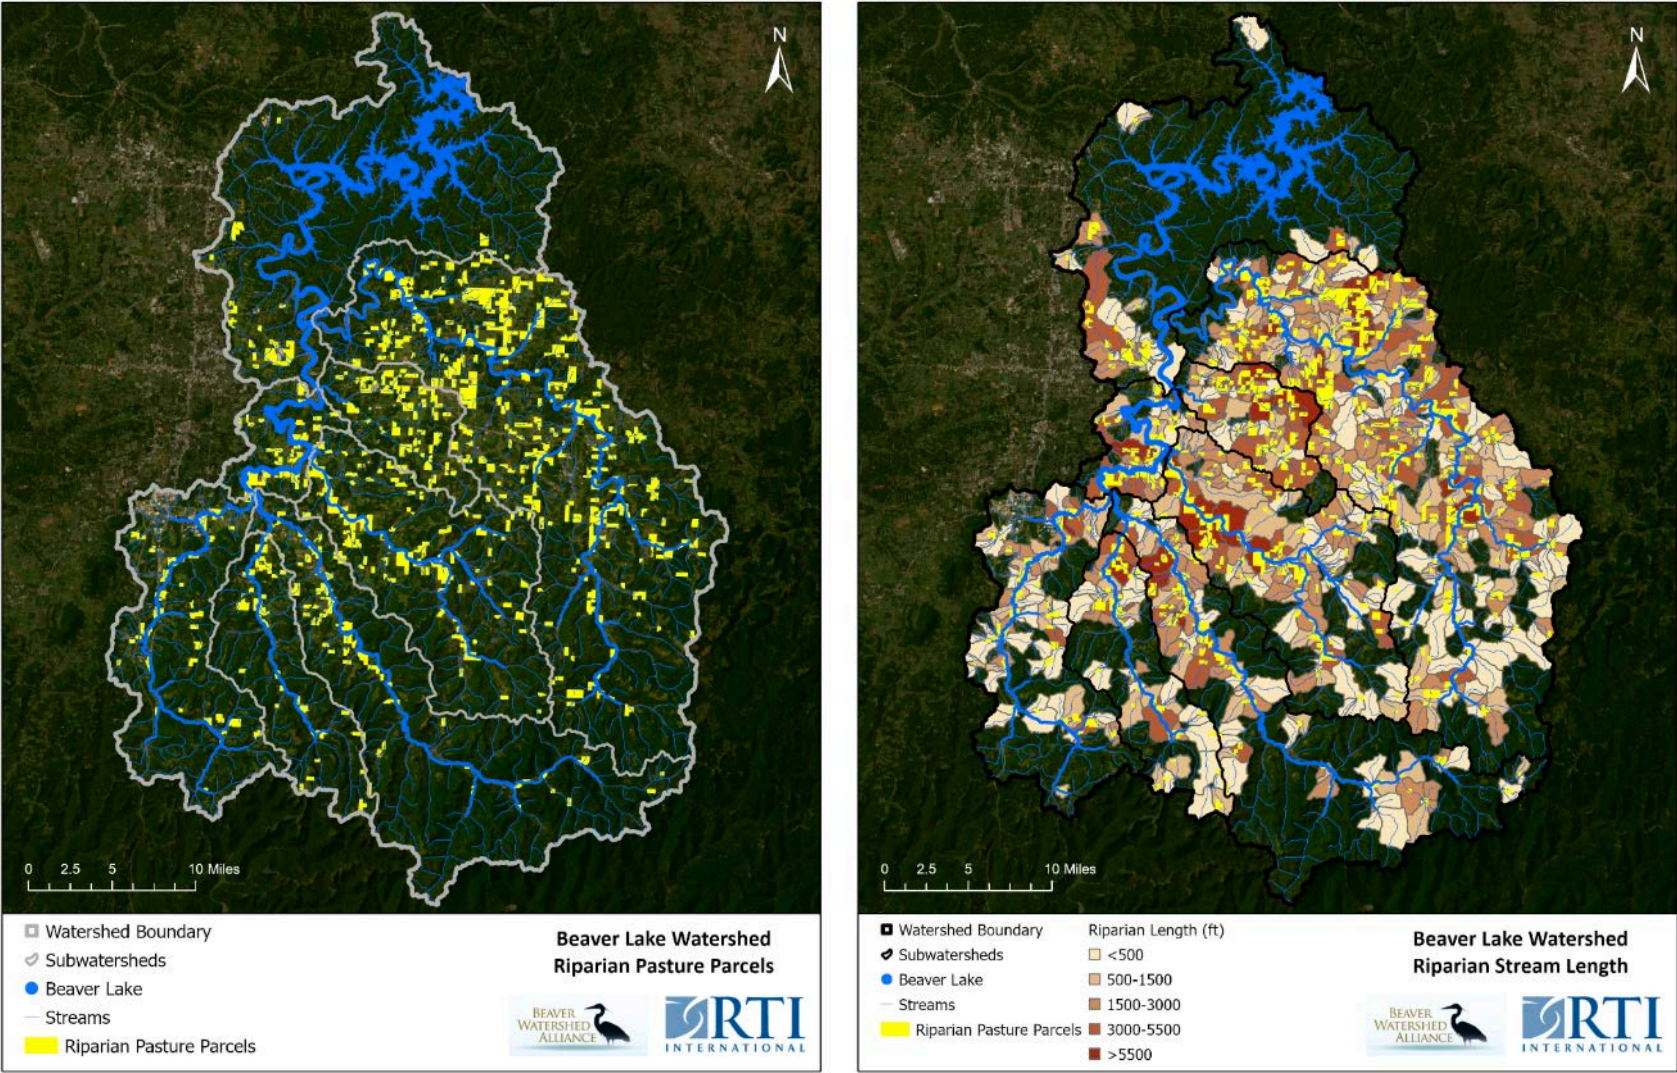 N
0 2.5 5 10 Miles
Watershed Boundary
Subwatersheds
Beaver Lake
Streams
Riparian Pasture Parcels
Beaver Lake Watershed
Riparian Pasture Parcels
BEAVER
WATERSHED
ALLIANCE
RTI
INTERNATIONAL
N
0 2.5 5 10 Miles
Watershed Boundary
Subwatersheds
Beaver Lake
Streams
Riparian Pasture Parcels
Riparian Length (ft)
<500
500-1500
1500-3000
3000-5500
>5500
Beaver Lake Watershed
Riparian Stream Length
BEAVER
WATERSHED
ALLIANCE
RTI
INTERNATIONAL